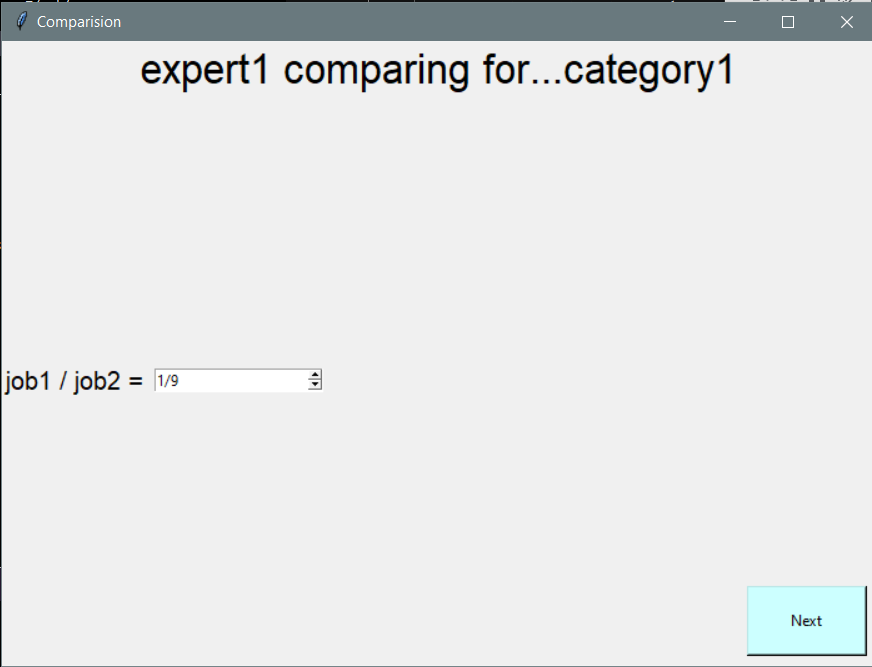 Comparision
expert1 comparing for...category1
job1 / job2 = 1/9
Next